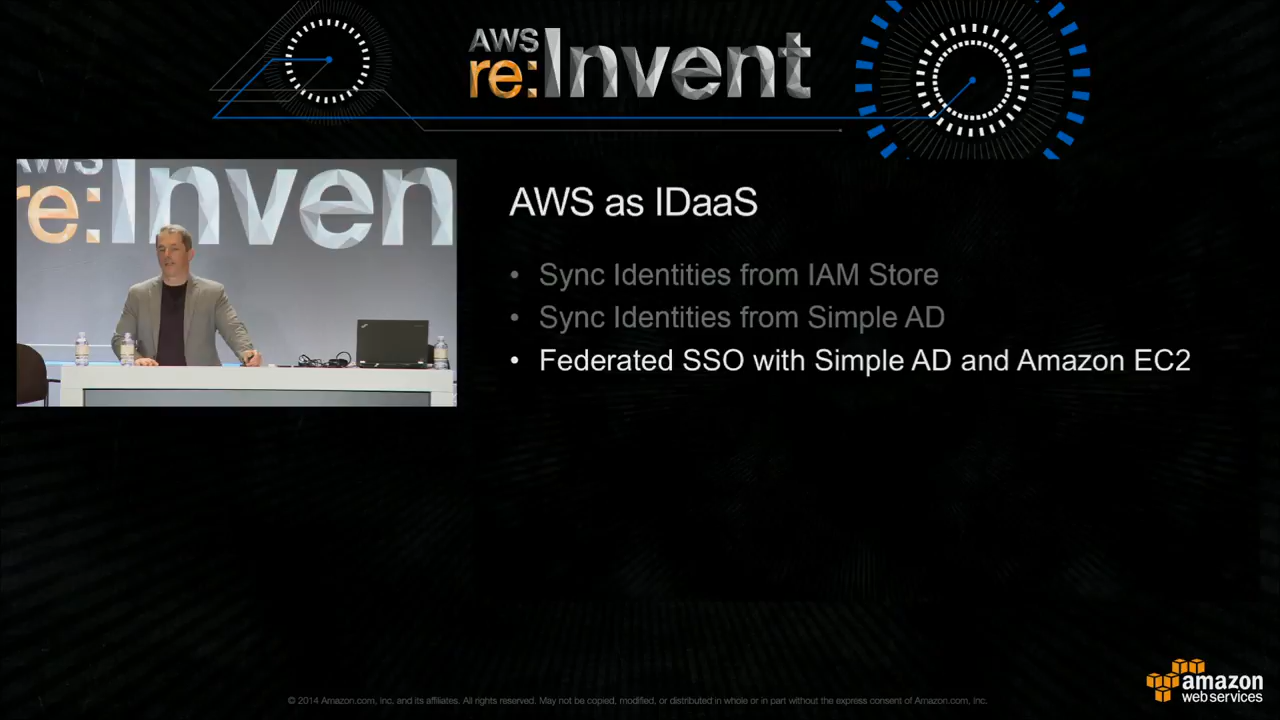 AWS
re:Invent
AWS
re:Inven
AWS as IDaaS
• Sync Identities from IAM Store
• Sync Identities from Simple AD
• Federated SSO with Simple AD and Amazon EC2
© 2014 Amazon.com, inc. and its affiliates. All rights reserved. May not be copied, modified, or distributed in whole or in part without the express consent of Amazon.com, inc.
amazon
web services